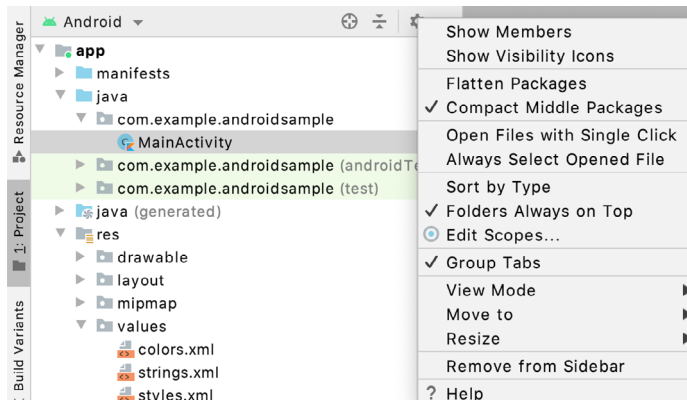 Android
app
manifests
java
com.example.androidsample
MainActivity
com.example.androidsample
com.example.androidsample (test)
java (generated)
res
drawable
layout
mipmap
values
colors.xml
strings.xml
styles.xml
Resource Manager
1: Project
Build Variants
Show Members
Show Visibility Icons
Flatten Packages
Compact Middle Packages
Open Files with Single Click
Always Select Opened File
Sort by Type
Folders Always on Top
Edit Scopes...
Group Tabs
View Mode
Move to
Resize
Remove from Sidebar
? Help